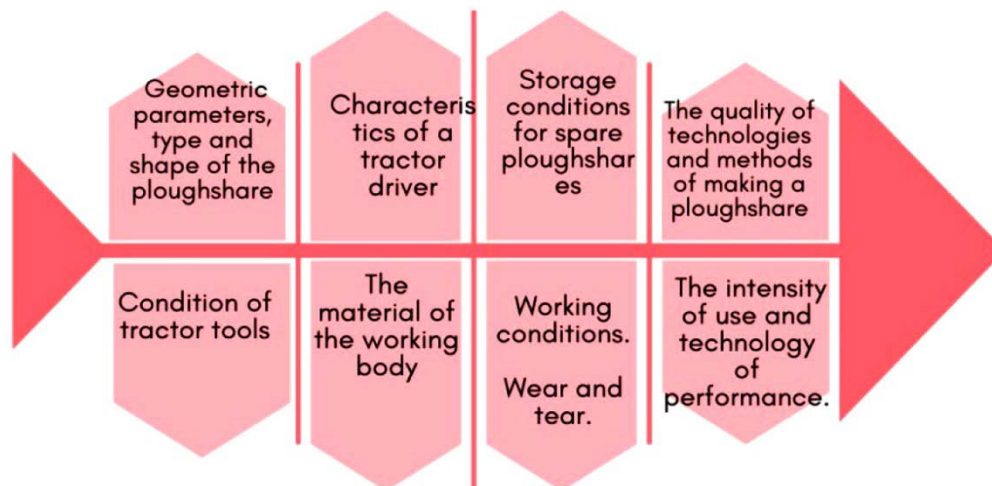 Geometric
parameters,
type and
shape of the
ploughshare
Characteris
tics of a
tractor
driver
Storage
conditions
for spare
ploughshar
es
The quality of
technologies
and methods
of making a
ploughshare
Condition of
tractor tools
The
material of
the working
body
Working
conditions.
Wear and
tear.
The intensity
of use and
technology
of
performance.